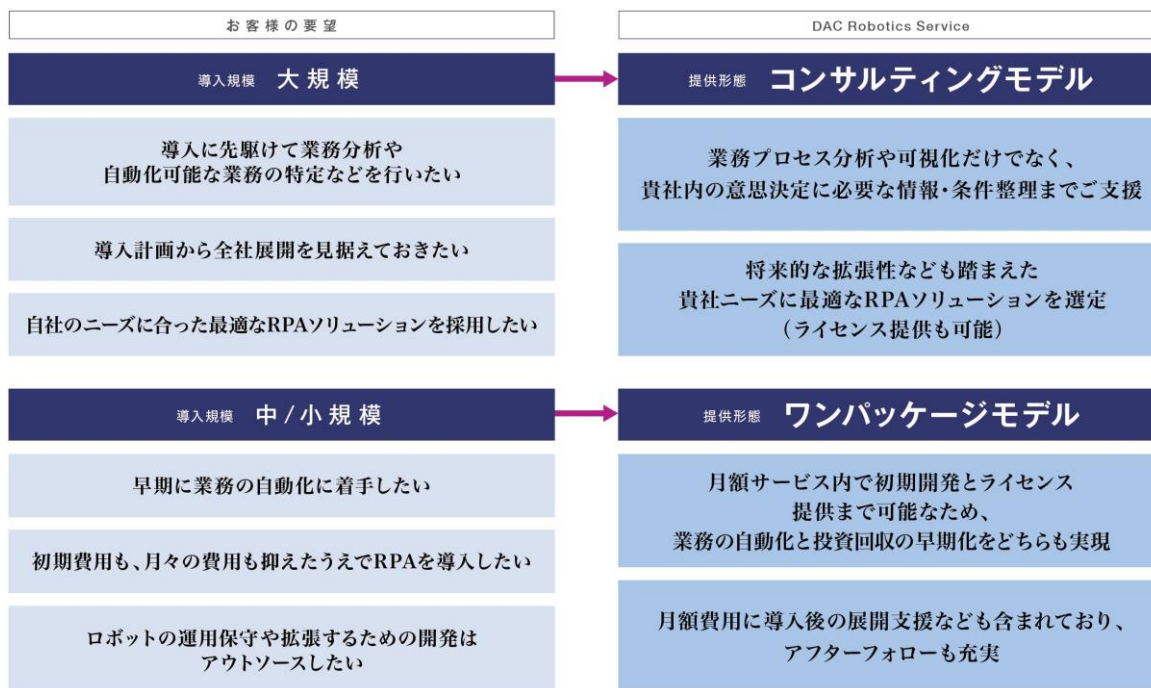 お客様の要望
DAC Robotics Service
導入規模 大規模
提供形態 コンサルティングモデル
導入に先駆けて業務分析や
自動化可能な業務の特定などを行いたい
導入計画から全社展開を見据えておきたい
自社のニーズに合った最適なRPAソリューションを採用したい
業務プロセス分析や可視化だけでなく、
貴社内の意思決定に必要な情報・条件整理までご支援
将来的な拡張性なども踏まえた
貴社ニーズに最適なRPAソリューションを選定
（ライセンス提供も可能）
導入規模 中/小規模
提供形態 ワンパッケージモデル
早期に業務の自動化に着手したい
初期費用も、月々の費用も抑えたうえでRPAを導入したい
ロボットの運用保守や拡張するための開発は
アウトソースしたい
月額サービス内で初期開発とライセンス
提供まで可能なため、
業務の自動化と投資回収の早期化をどちらも実現
月額費用に導入後の展開支援なども含まれており、
アフターフォローも充実